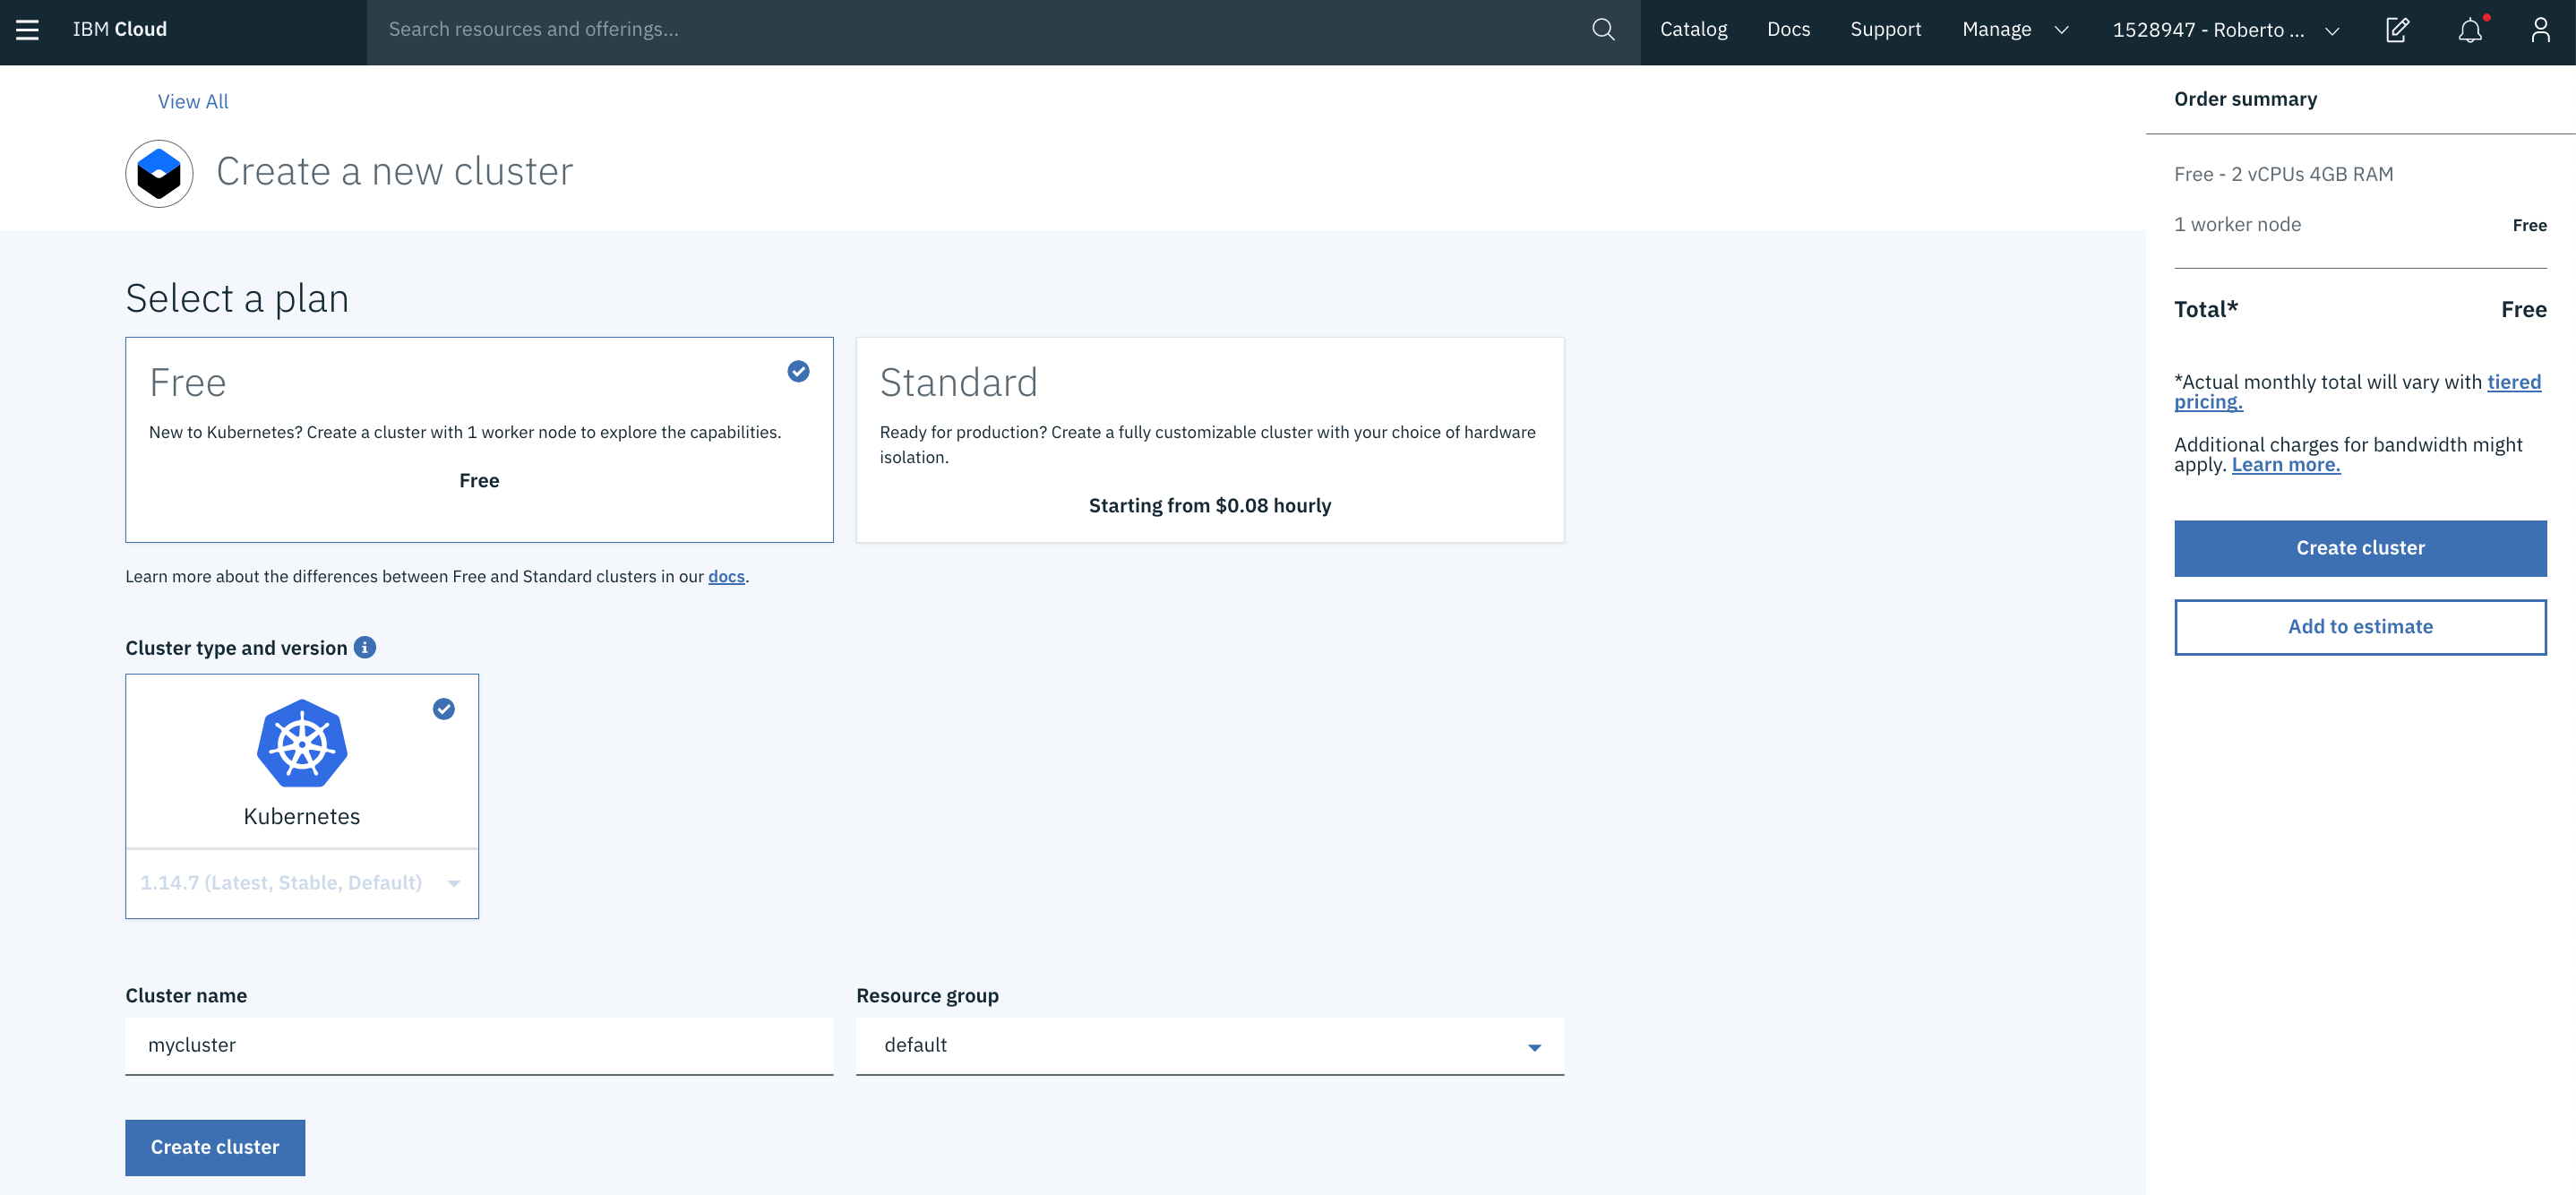 IBM Cloud
Search resources and offerings...
Catalog
Docs
Support
Manage
1528947 - Roberto ...
View All
Create a new cluster
Select a plan
Free
New to Kubernetes? Create a cluster with 1 worker node to explore the capabilities.
Free
Standard
Ready for production? Create a fully customizable cluster with your choice of hardware
isolation.
Starting from $0.08 hourly
Learn more about the differences between Free and Standard clusters in our docs.
Cluster type and version
Kubernetes
1.14.7 (Latest, Stable, Default)
Cluster name
mycluster
Resource group
default
Create cluster
Order summary
Free - 2 vCPUs 4GB RAM
1 worker node Free
Total* Free
*Actual monthly total will vary with tiered
pricing.
Additional charges for bandwidth might
apply. Learn more.
Create cluster
Add to estimate